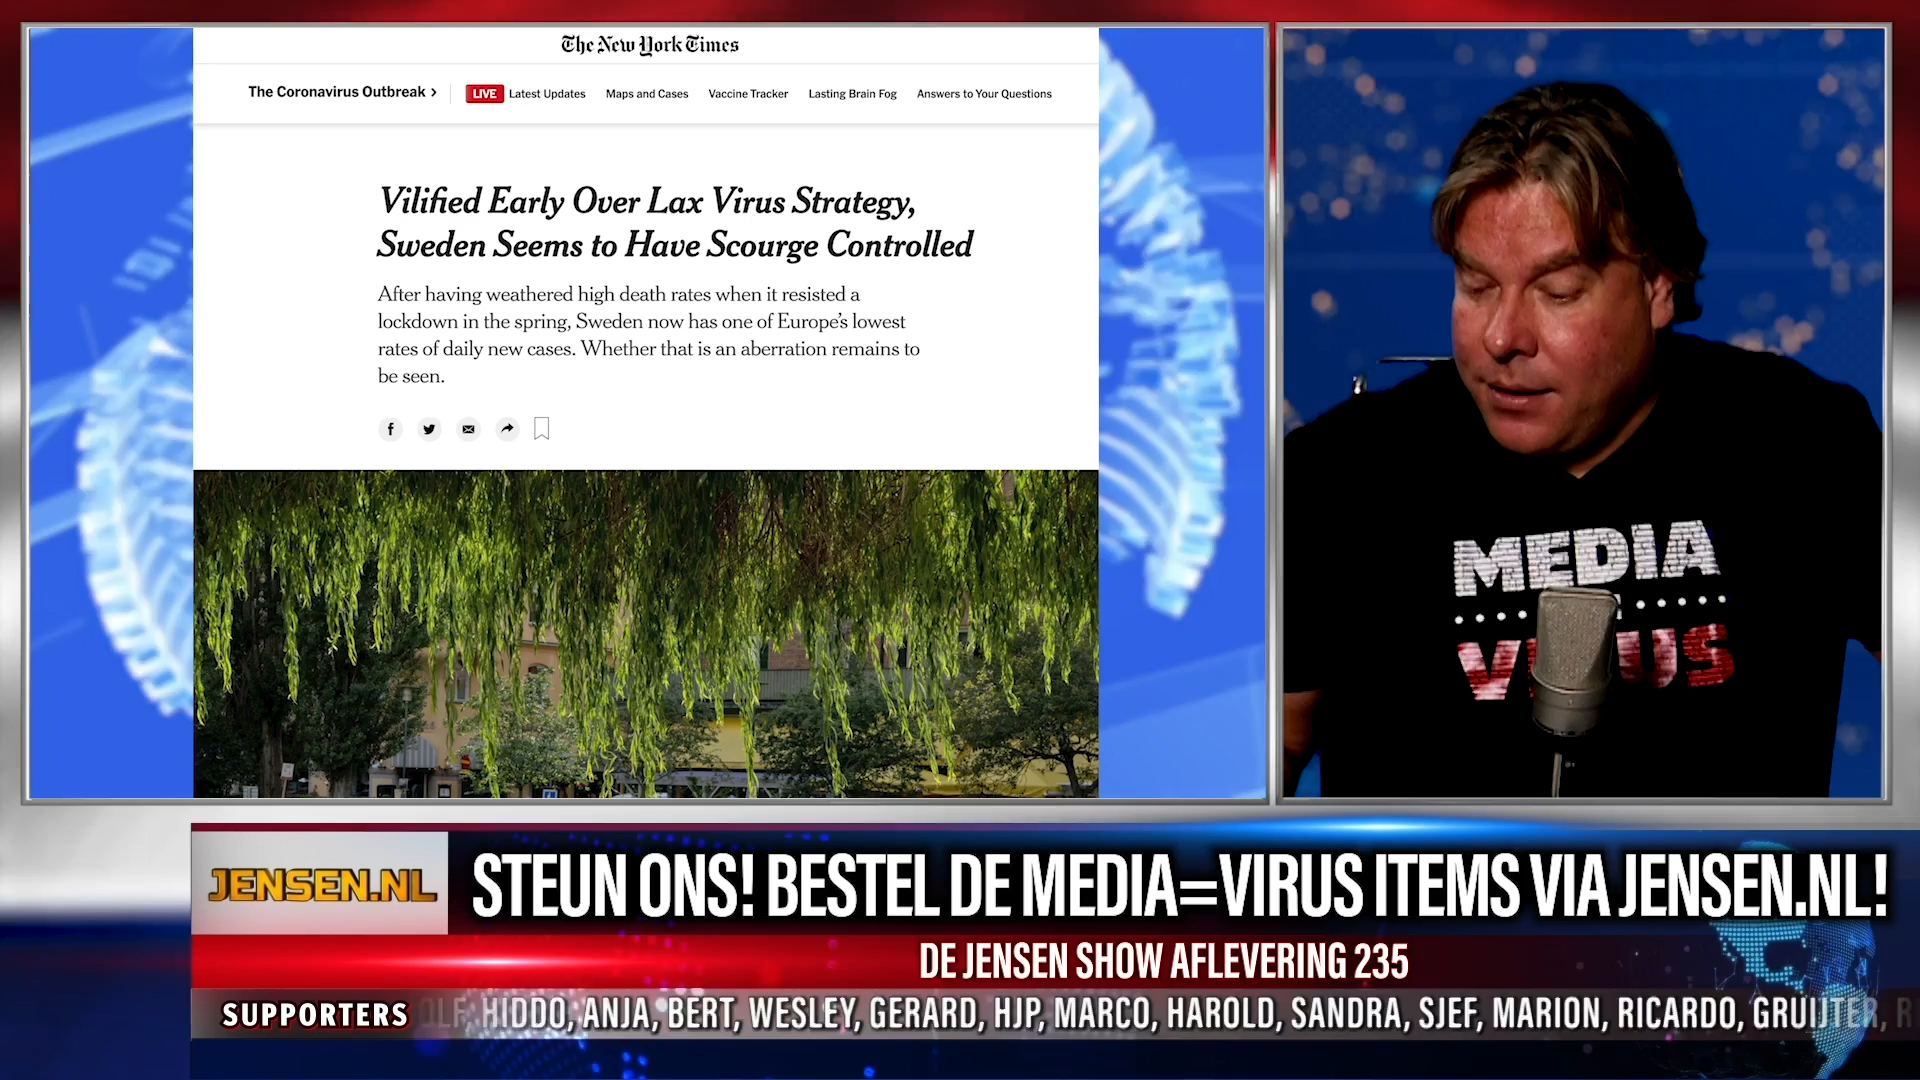 The New York Times
The Coronavirus Outbreak >
LIVE Latest Updates Maps and Cases Vaccine Tracker Lasting Brain Fog Answers to Your Questions
Vilified Early Over Lax Virus Strategy,
Sweden Seems to Have Scourge Controlled
After having weathered high death rates when it resisted a
lockdown in the spring, Sweden now has one of Europe's lowest
rates of daily new cases. Whether that is an aberration remains to
be seen.
MEDIA
VIRUS
JENSEN.NL
STEUN ONS! BESTEL DE MEDIA=VIRUS ITEMS VIA JENSEN.NL!
DE JENSEN SHOW AFLEVERING 235
SUPPORTERS HIDDO, ANJA, BERT, WESLEY, GERARD, HJP, MARCO, HAROLD, SANDRA, SJEF, MARION, RICARDO, GRUIJTER,